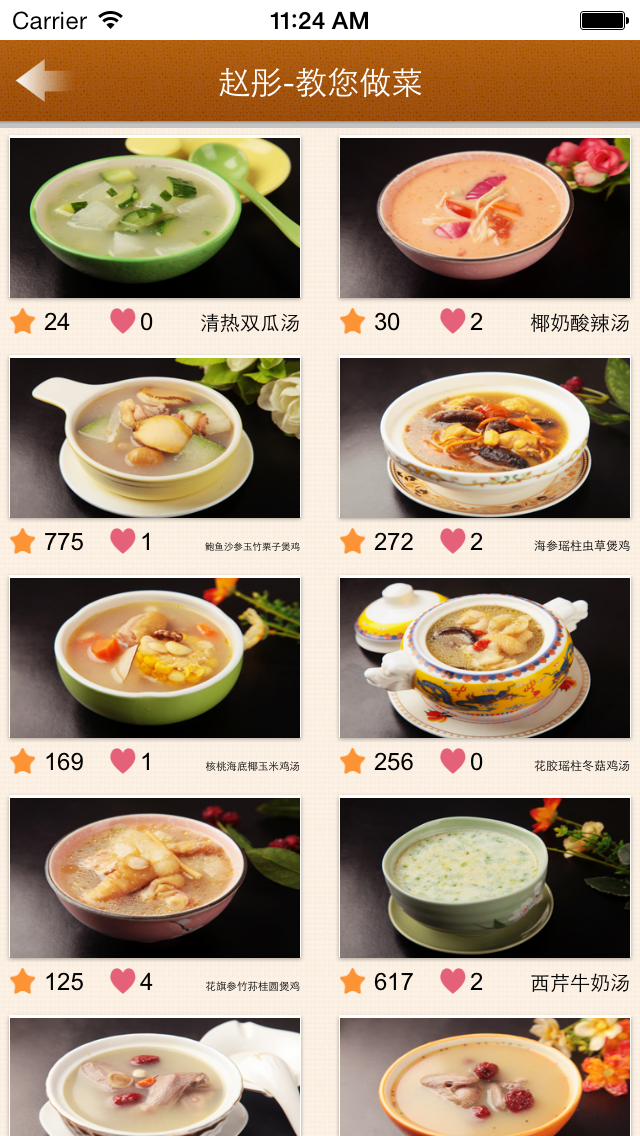 Carrier 11:24 AM
赵彤-教您做菜
24 0 清热双瓜汤
30 2 椰奶酸辣汤
775 1 鲍鱼沙参玉竹栗子煲鸡
272 2 海参瑶柱虫草煲鸡
169 1 核桃海底椰玉米鸡汤
256 0 花胶瑶柱冬菇鸡汤
125 4 花旗参竹荪桂圆煲鸡
617 2 西芹牛奶汤